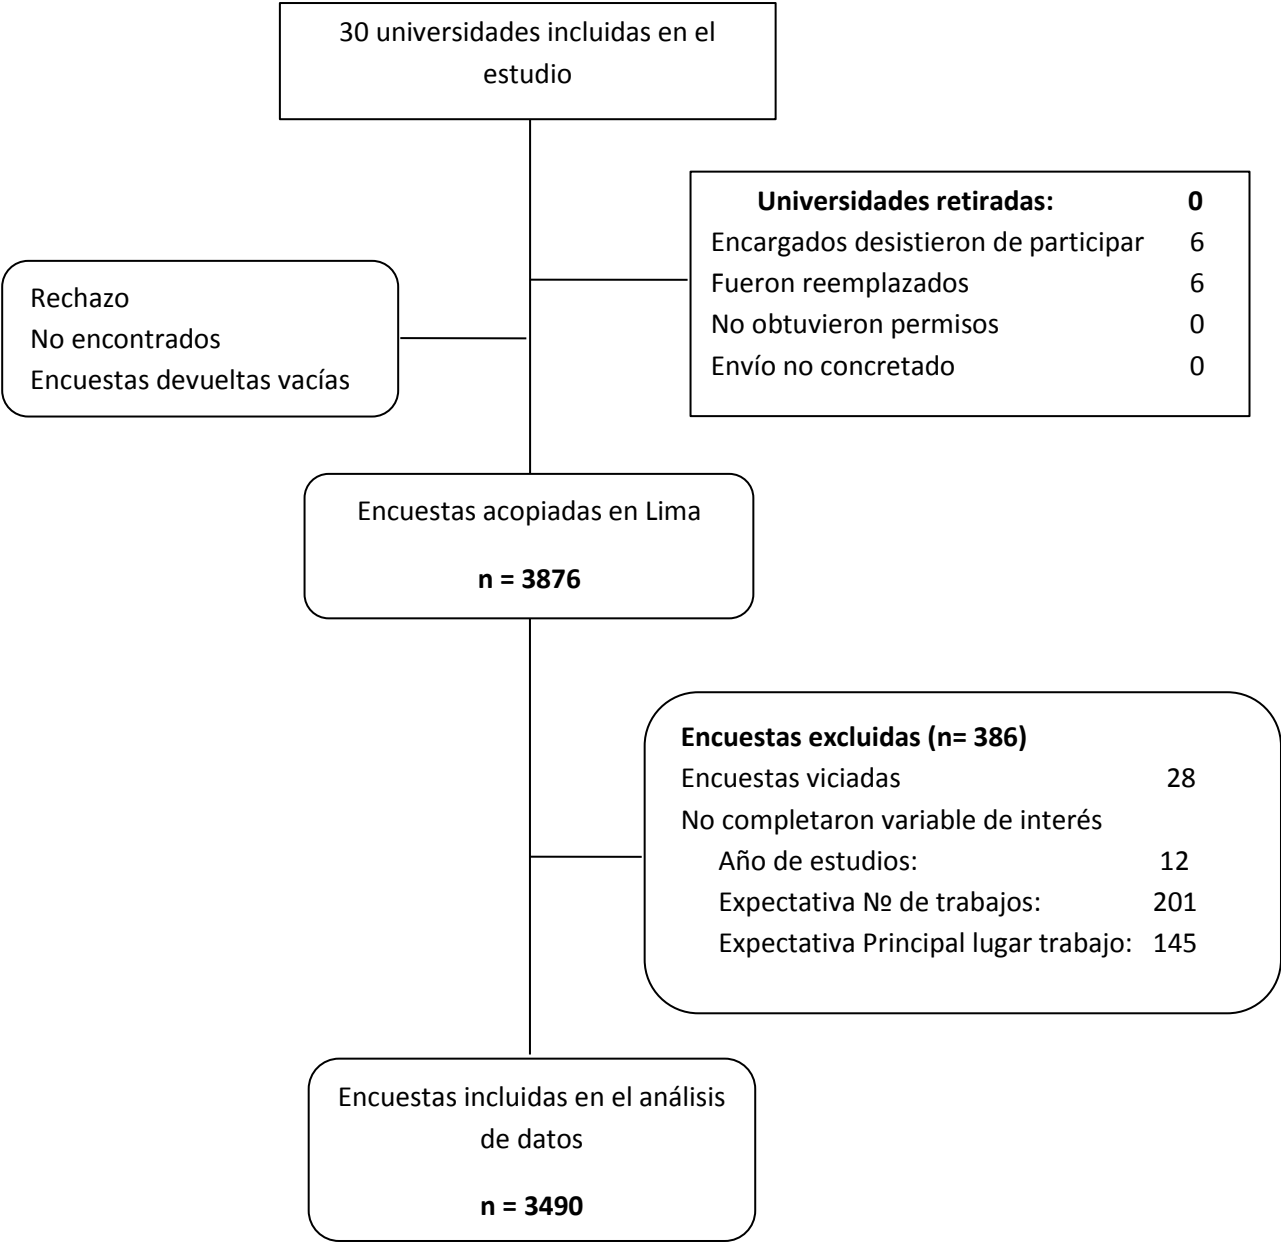 30 universidades incluidas en el
estudio
Universidades retiradas: 0
Encargados desistieron de participar 6
Fueron reemplazados 6
No obtuvieron permisos 0
Envío no concretado 0
Rechazo
No encontrados
Encuestas devueltas vacías
Encuestas acopiadas en Lima
n = 3876
Encuestas excluidas (n= 386)
Encuestas viciadas 28
No completaron variable de interés
Año de estudios: 12
Expectativa Nº de trabajos: 201
Expectativa Principal lugar trabajo: 145
Encuestas incluidas en el análisis
de datos
n = 3490